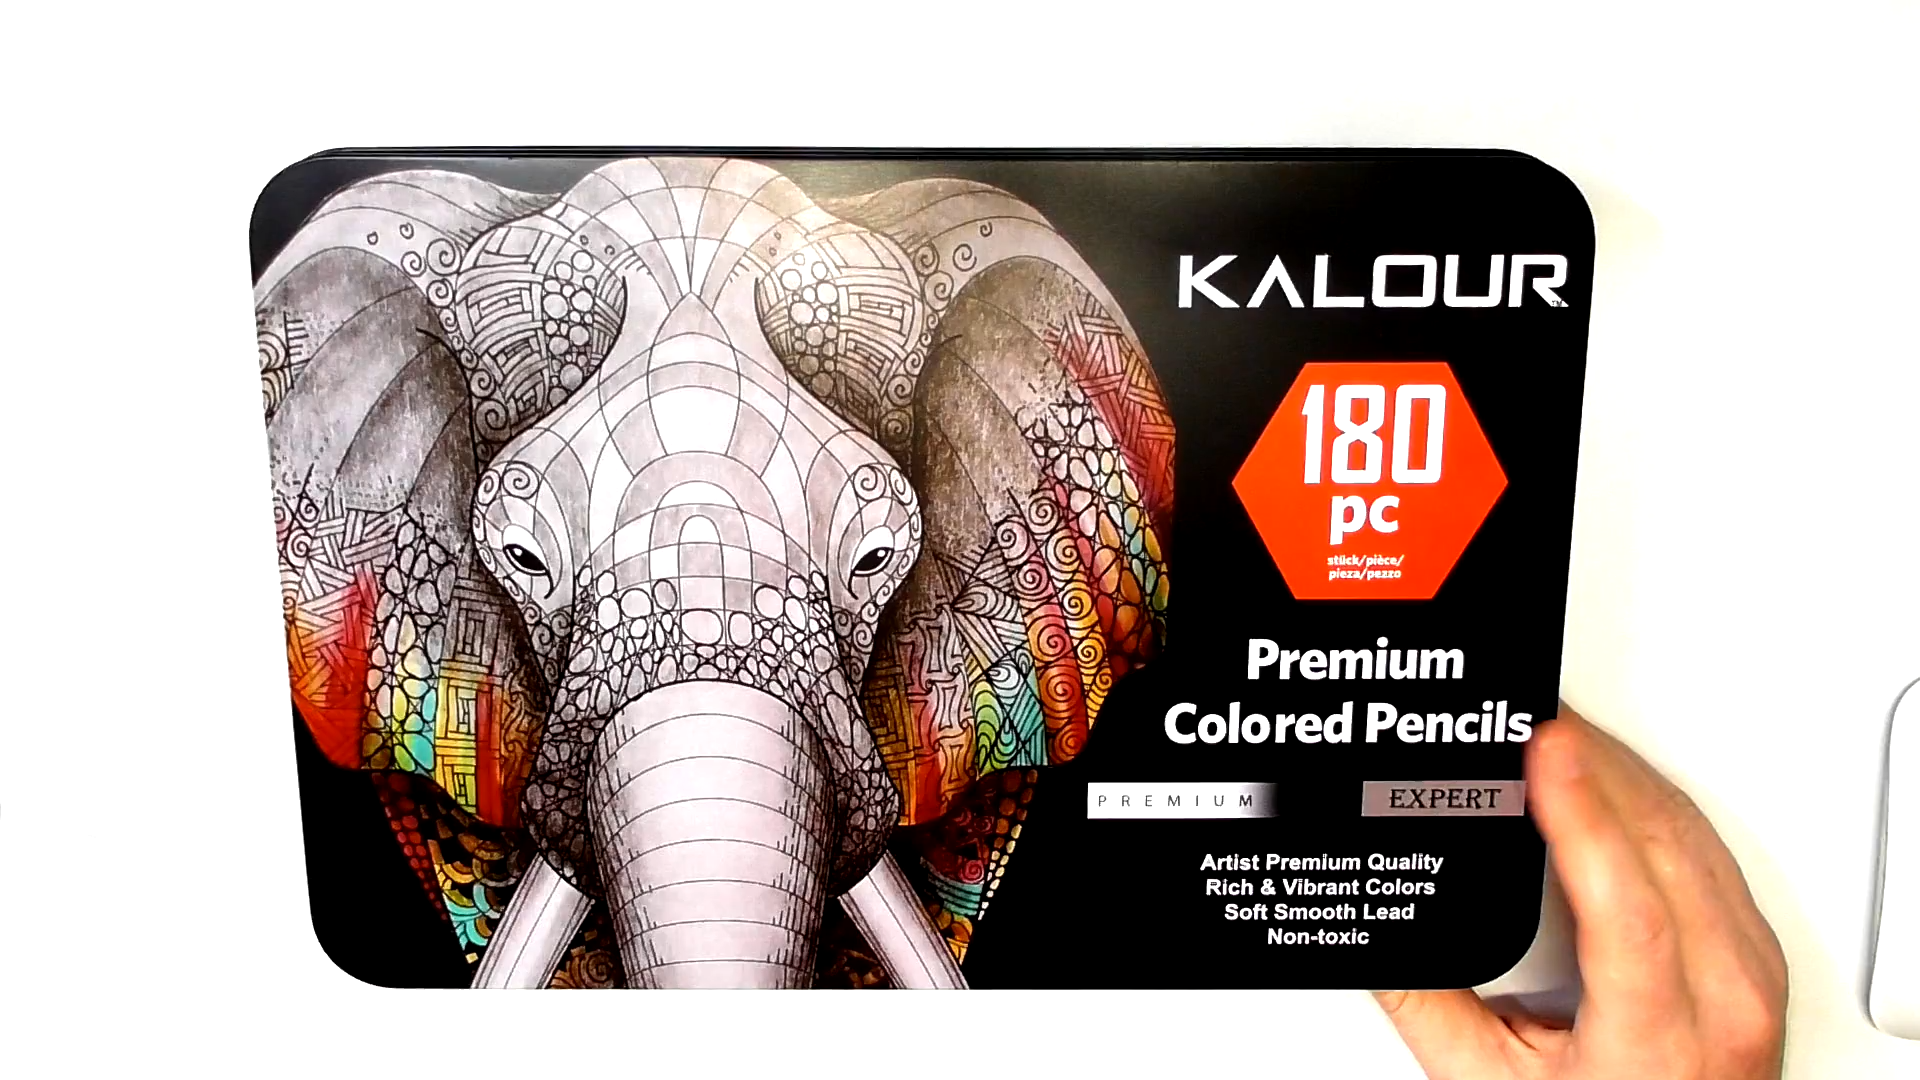 KALOUR
TM
180
pc
stück/pièce/
pieza/pezzo
Premium
Colored Pencils
PREMIUM
EXPERT
Artist Premium Quality
Rich & Vibrant Colors
Soft Smooth Lead
Non-toxic